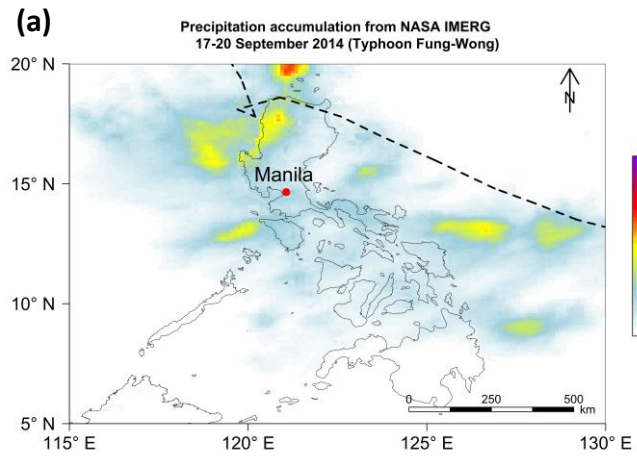 (a)
Precipitation accumulation from NASA IMERG
17-20 September 2014 (Typhoon Fung-Wong)
20° N
N
15° N
Manila
10° N
5° N
0 250 500
km
115° E 120° E 125° E 130° E